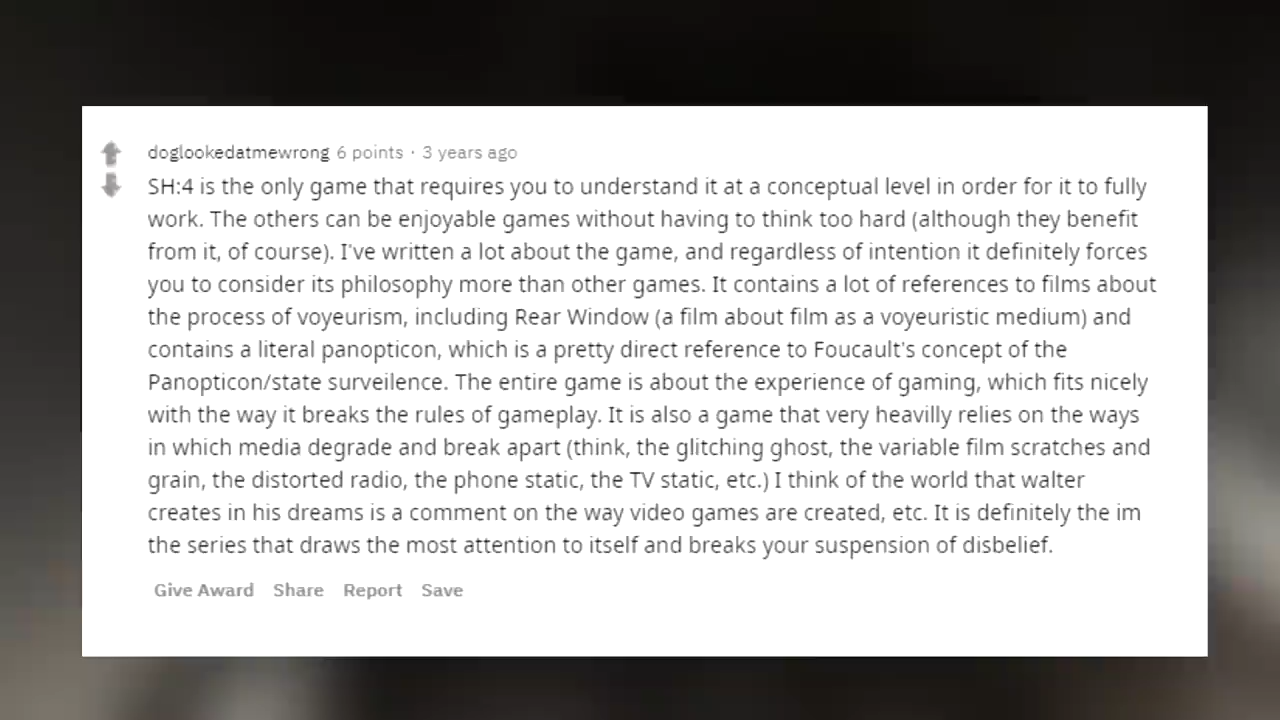 doglookedatmewrong 6 points · 3 years ago
SH:4 is the only game that requires you to understand it at a conceptual level in order for it to fully
work. The others can be enjoyable games without having to think too hard (although they benefit
from it, of course). I've written a lot about the game, and regardless of intention it definitely forces
you to consider its philosophy more than other games. It contains a lot of references to films about
the process of voyeurism, including Rear Window (a film about film as a voyeuristic medium) and
contains a literal panopticon, which is a pretty direct reference to Foucault's concept of the
Panopticon/state surveilence. The entire game is about the experience of gaming, which fits nicely
with the way it breaks the rules of gameplay. It is also a game that very heavilly relies on the ways
in which media degrade and break apart (think, the glitching ghost, the variable film scratches and
grain, the distorted radio, the phone static, the TV static, etc.) I think of the world that walter
creates in his dreams is a comment on the way video games are created, etc. It is definitely the im
the series that draws the most attention to itself and breaks your suspension of disbelief.
Give Award Share Report Save